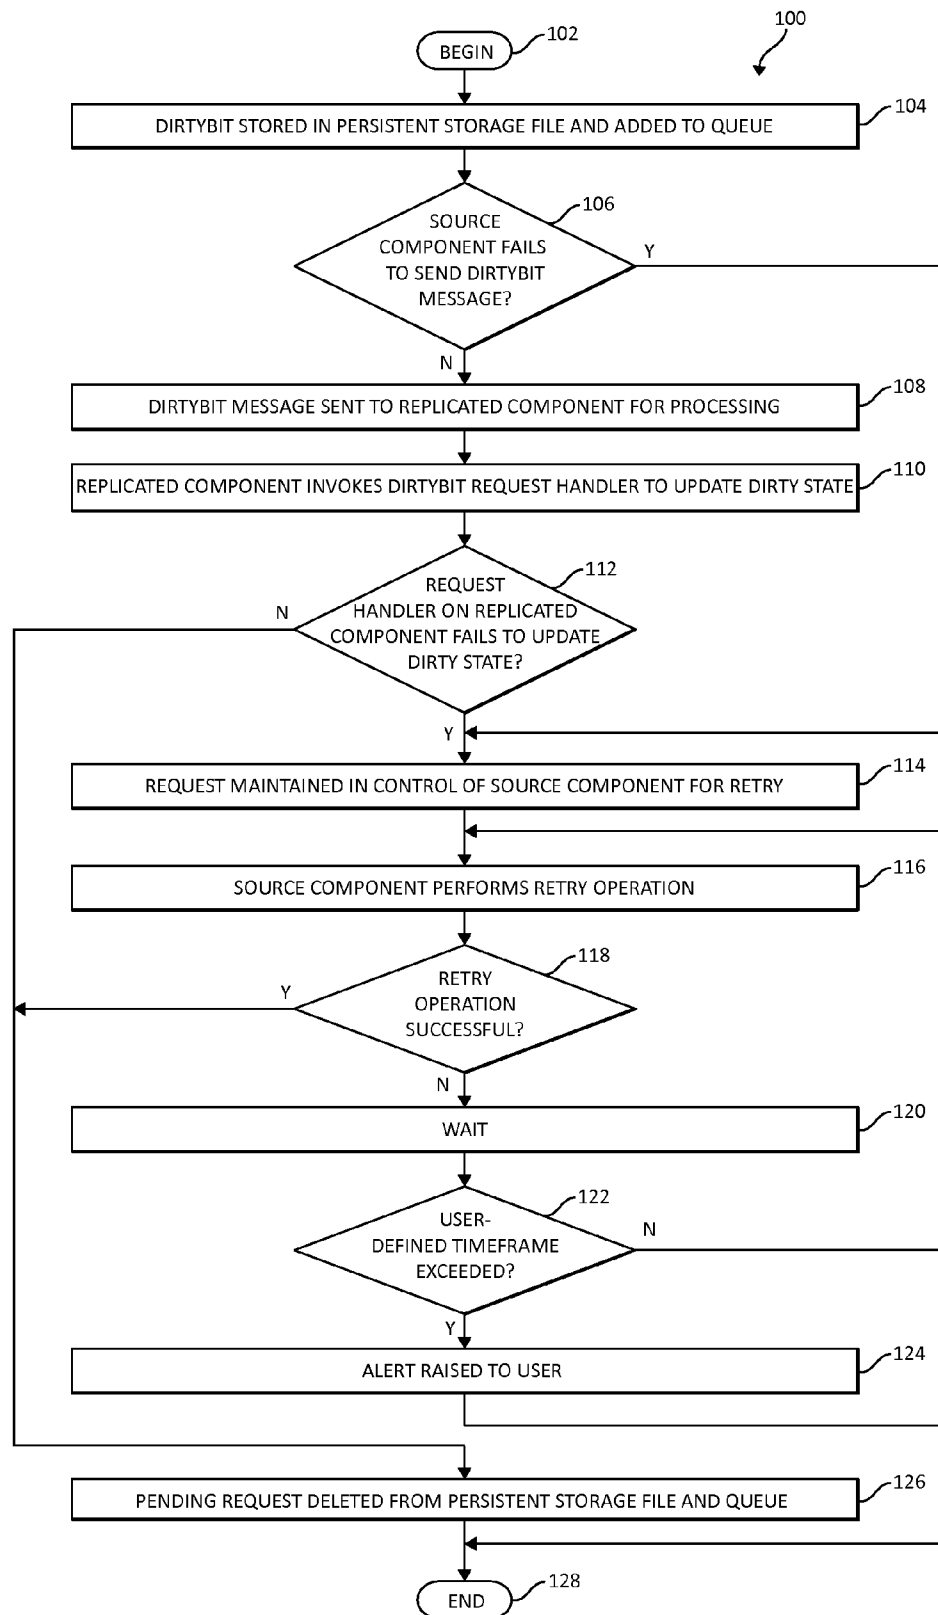 100
BEGIN
102
DIRTYBIT STORED IN PERSISTENT STORAGE FILE AND ADDED TO QUEUE
104
SOURCE
COMPONENT FAILS
TO SEND DIRTYBIT
MESSAGE?
106
Y
N
DIRTYBIT MESSAGE SENT TO REPLICATED COMPONENT FOR PROCESSING
108
REPLICATED COMPONENT INVOKES DIRTYBIT REQUEST HANDLER TO UPDATE DIRTY STATE
110
REQUEST
HANDLER ON REPLICATED
COMPONENT FAILS TO UPDATE
DIRTY STATE?
112
N
Y
REQUEST MAINTAINED IN CONTROL OF SOURCE COMPONENT FOR RETRY
114
SOURCE COMPONENT PERFORMS RETRY OPERATION
116
RETRY
OPERATION
SUCCESSFUL?
118
Y
N
WAIT
120
USER-
DEFINED TIMEFRAME
EXCEEDED?
122
N
Y
ALERT RAISED TO USER
124
PENDING REQUEST DELETED FROM PERSISTENT STORAGE FILE AND QUEUE
126
END
128